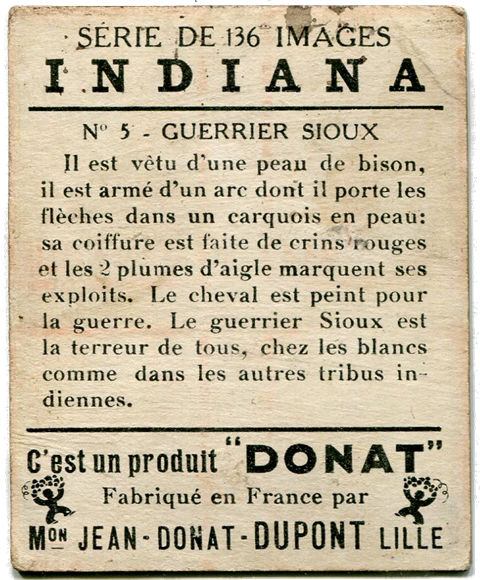 SÉRIE DE 136 IMAGES
INDIANA
Nº 5 - GUERRIER SIOUX
Il est vêtu d'une peau de bison,
il est armé d'un arc dont il porte les
flèches dans un carquois en peau:
sa coiffure est faite de crins rouges
et les 2 plumes d'aigle marquent ses
exploits. Le cheval est peint pour
la guerre. Le guerrier Sioux est
la terreur de tous, chez les blancs
comme dans les autres tribus in-
diennes.
C'est un produit "DONAT"
Fabriqué en France par
Mon JEAN-DONAT-DUPONT LILLE